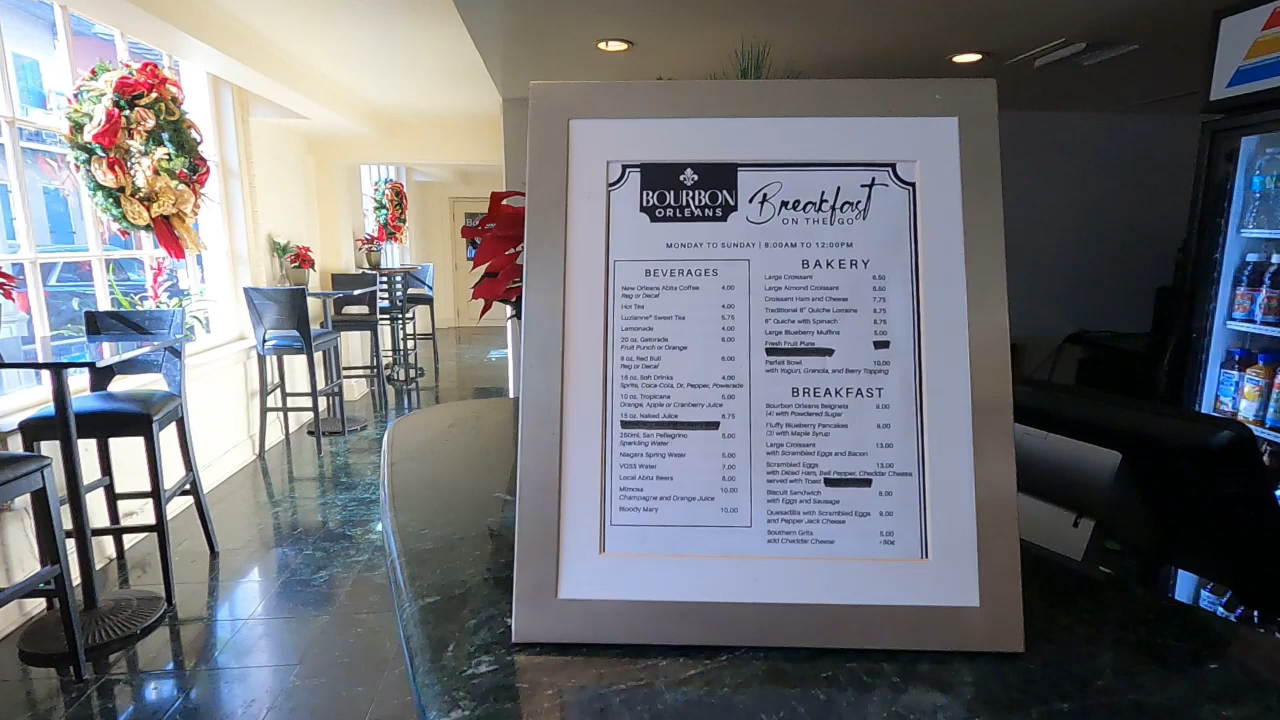 BOURBON
ORLEANS
Breakfast
ON THE GO
MONDAY TO SUNDAY | 8:00AM TO 12:00PM
BEVERAGES
New Orleans Abita Coffee 4.00
Reg or Decaf
Hot Tea 4.00
Luzianne® Sweet Tea 5.75
Lemonade 4.00
20 oz. Gatorade 6.00
Fruit Punch or Orange
8 oz. Red Bull 6.00
Reg or Decaf
16 oz. Soft Drinks 4.00
Sprite, Coca-Cola, Dr. Pepper, Powerade
10 oz. Tropicana 5.00
Orange, Apple or Cranberry Juice
15 oz. Naked Juice 6.75
250mL San Pellegrino 5.00
Sparkling Water
Niagara Spring Water 5.00
VOSS Water 7.00
Local Abita Beers 8.00
Mimosa 10.00
Champagne and Orange Juice
Bloody Mary 10.00
BAKERY
Large Croissant 6.50
Large Almond Croissant 6.50
Croissant Ham and Cheese 7.75
Traditional 6" Quiche Lorraine 8.75
6" Quiche with Spinach 8.75
Large Blueberry Muffins 5.00
Fresh Fruit Plate
Parfait Bowl 10.00
with Yogurt, Granola, and Berry Topping
BREAKFAST
Bourbon Orleans Beignets 8.00
(4) with Powdered Sugar
Fluffy Blueberry Pancakes 8.00
(3) with Maple Syrup
Large Croissant 13.00
with Scrambled Eggs and Bacon
Scrambled Eggs 13.00
with Diced Ham, Bell Pepper, Cheddar Cheese
served with Toast
Biscuit Sandwich 8.00
with Eggs and Sausage
Quesadilla with Scrambled Eggs 9.00
and Pepper Jack Cheese
Southern Grits 5.00
add Cheddar Cheese +50¢